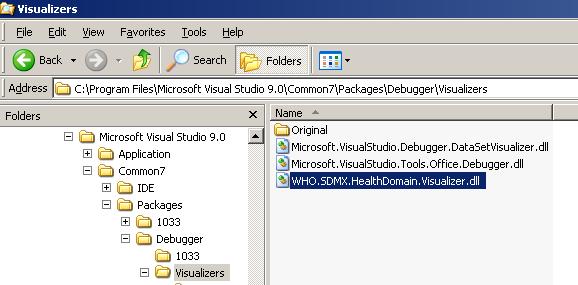 Visualizers
File Edit View Favorites Tools Help
Back Search Folders
Address C:\Program Files\Microsoft Visual Studio 9.0\Common7\Packages\Debugger\Visualizers
Folders
Name
Microsoft Visual Studio 9.0
Application
Common7
IDE
Packages
1033
Debugger
1033
Visualizers
Original
Microsoft.VisualStudio.Debugger.DataSetVisualizer.dll
Microsoft.VisualStudio.Tools.Office.Debugger.dll
WHO.SDMX.HealthDomain.Visualizer.dll